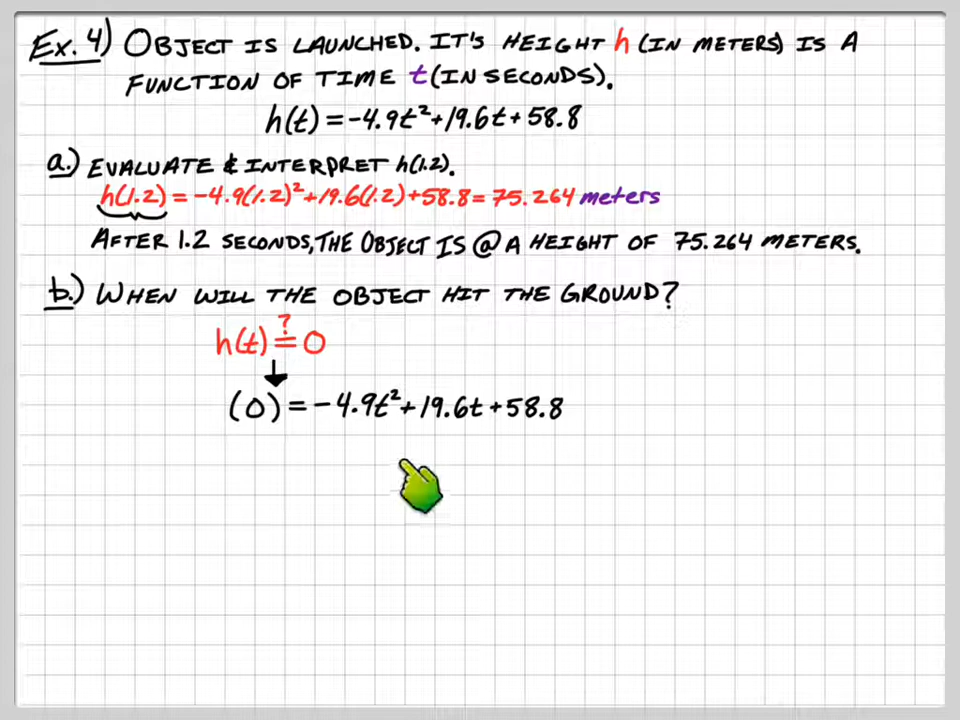 Ex. 4) OBJECT IS LAUNCHED. IT'S HEIGHT h (IN METERS) IS A
FUNCTION OF TIME t (IN SECONDS).
h(t) = -4.9t²+19.6t+58.8
a.) EVALUATE & INTERPRET h(1.2).
h(1.2) = -4.9(1.2)²+19.6(1.2)+58.8 = 75.264 meters
AFTER 1.2 SECONDS, THE OBJECT IS @ A HEIGHT OF 75.264 METERS.
b.) WHEN WILL THE OBJECT HIT THE GROUND?
?
h(t) = 0
(0) = -4.9t²+19.6t+58.8